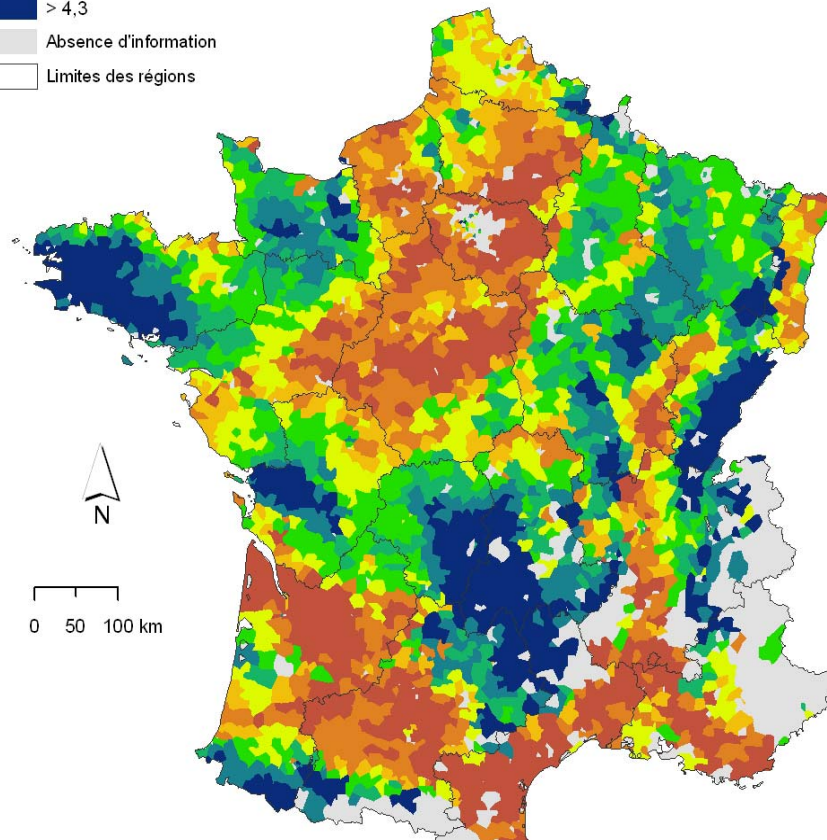 > 4,3
Absence d'information
Limites des régions
N
0 50 100 km